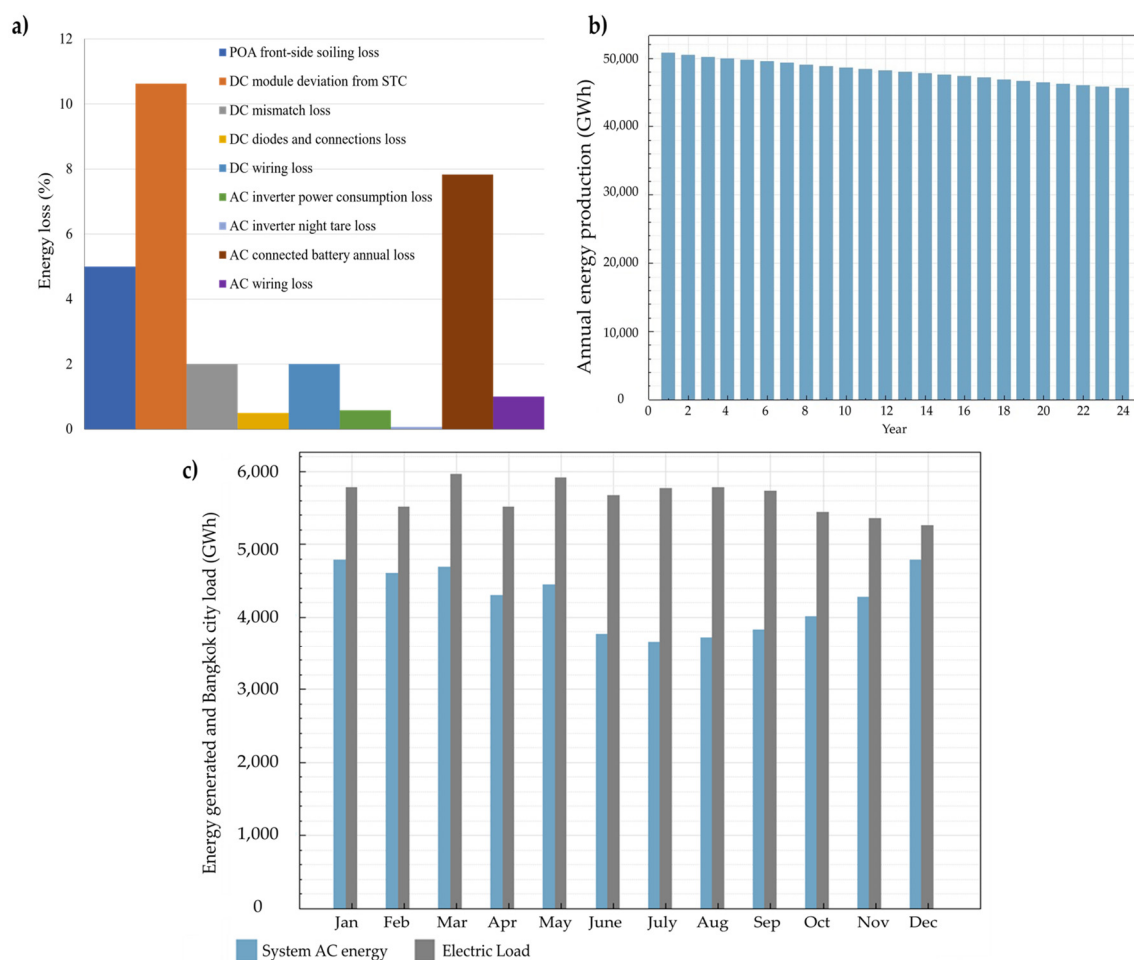 a)
12
10
8
6
4
2
0
Energy loss (%)
POA front-side soiling loss
DC module deviation from STC
DC mismatch loss
DC diodes and connections loss
DC wiring loss
AC inverter power consumption loss
AC inverter night tare loss
AC connected battery annual loss
AC wiring loss
b)
50,000
40,000
30,000
20,000
10,000
0
Annual energy production (GWh)
0 2 4 6 8 10 12 14 16 18 20 22 24
Year
c)
6,000
5,000
4,000
3,000
2,000
1,000
0
Energy generated and Bangkok city load (GWh)
Jan Feb Mar Apr May June July Aug Sep Oct Nov Dec
System AC energy Electric Load